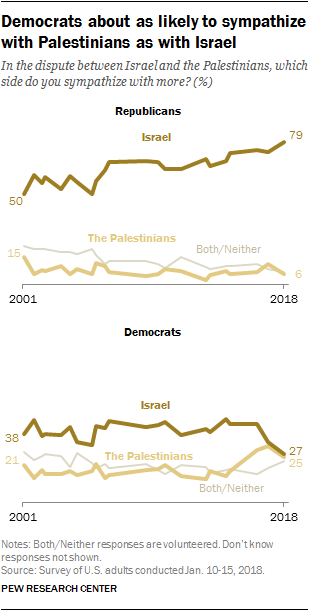 Democrats about as likely to sympathize
with Palestinians as with Israel
In the dispute between Israel and the Palestinians, which
side do you sympathize with more? (%)
Republicans
Israel
79
50
The Palestinians
15
Both/Neither
6
2001 2018
Democrats
Israel
38
27
The Palestinians
21
25
Both/Neither
2001 2018
Notes: Both/Neither responses are volunteered. Don't know
responses not shown.
Source: Survey of U.S. adults conducted Jan. 10-15, 2018.
PEW RESEARCH CENTER